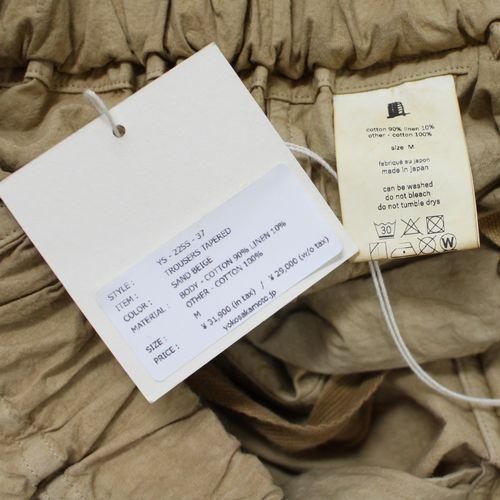 STYLE : YS - 22SS - 37
ITEM : TROUSERS TAPERED
COLOR : SAND BEIGE
MATERIAL : BODY - COTTON 90% LINEN 10%
OTHER - COTTON 100%
SIZE : M
PRICE : ¥ 31,900 (in tax) / ¥ 29,000 (w/o tax)
yokosakamoto.jp
cotton 90% linen 10%
other - cotton 100%
size M
fabriqué au japon
made in japan
can be washed
do not bleach
do not tumble drys
30
W